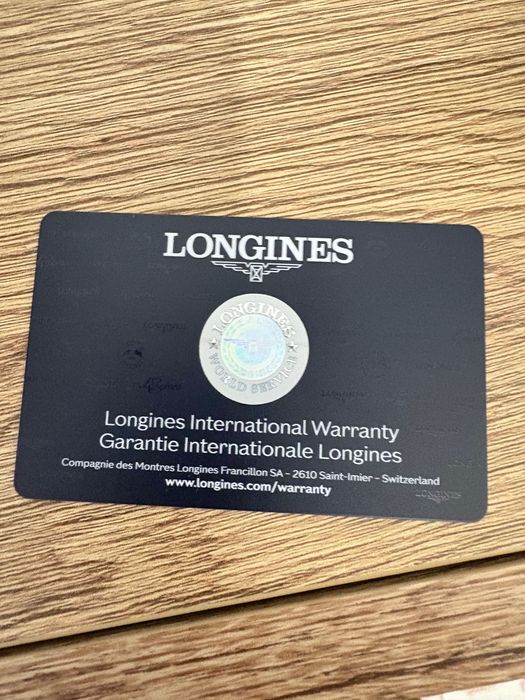 LONGINES
LONGINES
WORLD SERVICE
Longines International Warranty
Garantie Internationale Longines
Compagnie des Montres Longines Francillon SA - 2610 Saint-Imier - Switzerland
www.longines.com/warranty
LONGINES